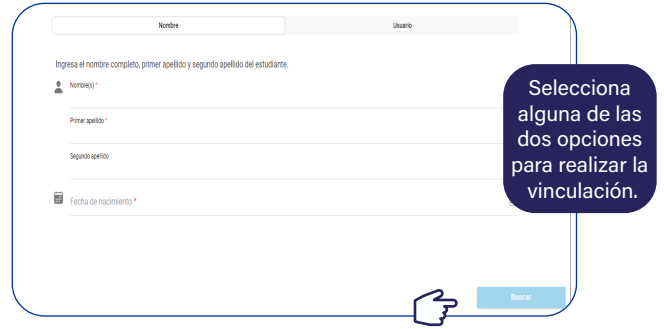 Nombre
Usuario
Ingresa el nombre completo, primer apellido y segundo apellido del estudiante.
Nombre(s) *
Primer apellido *
Segundo apellido
Fecha de nacimiento *
Selecciona
alguna de las
dos opciones
para realizar la
vinculación.
Buscar